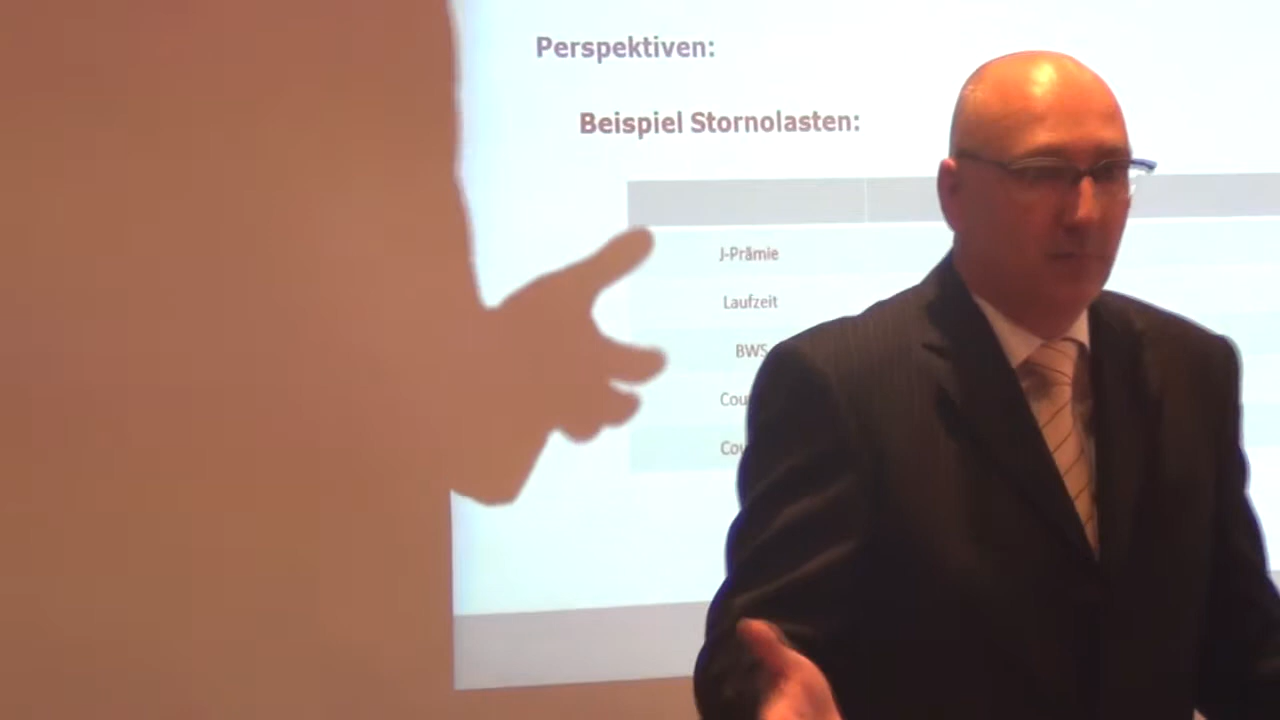 Perspektiven:
Beispiel Stornolasten:
J-Prämie
Laufzeit
BWS